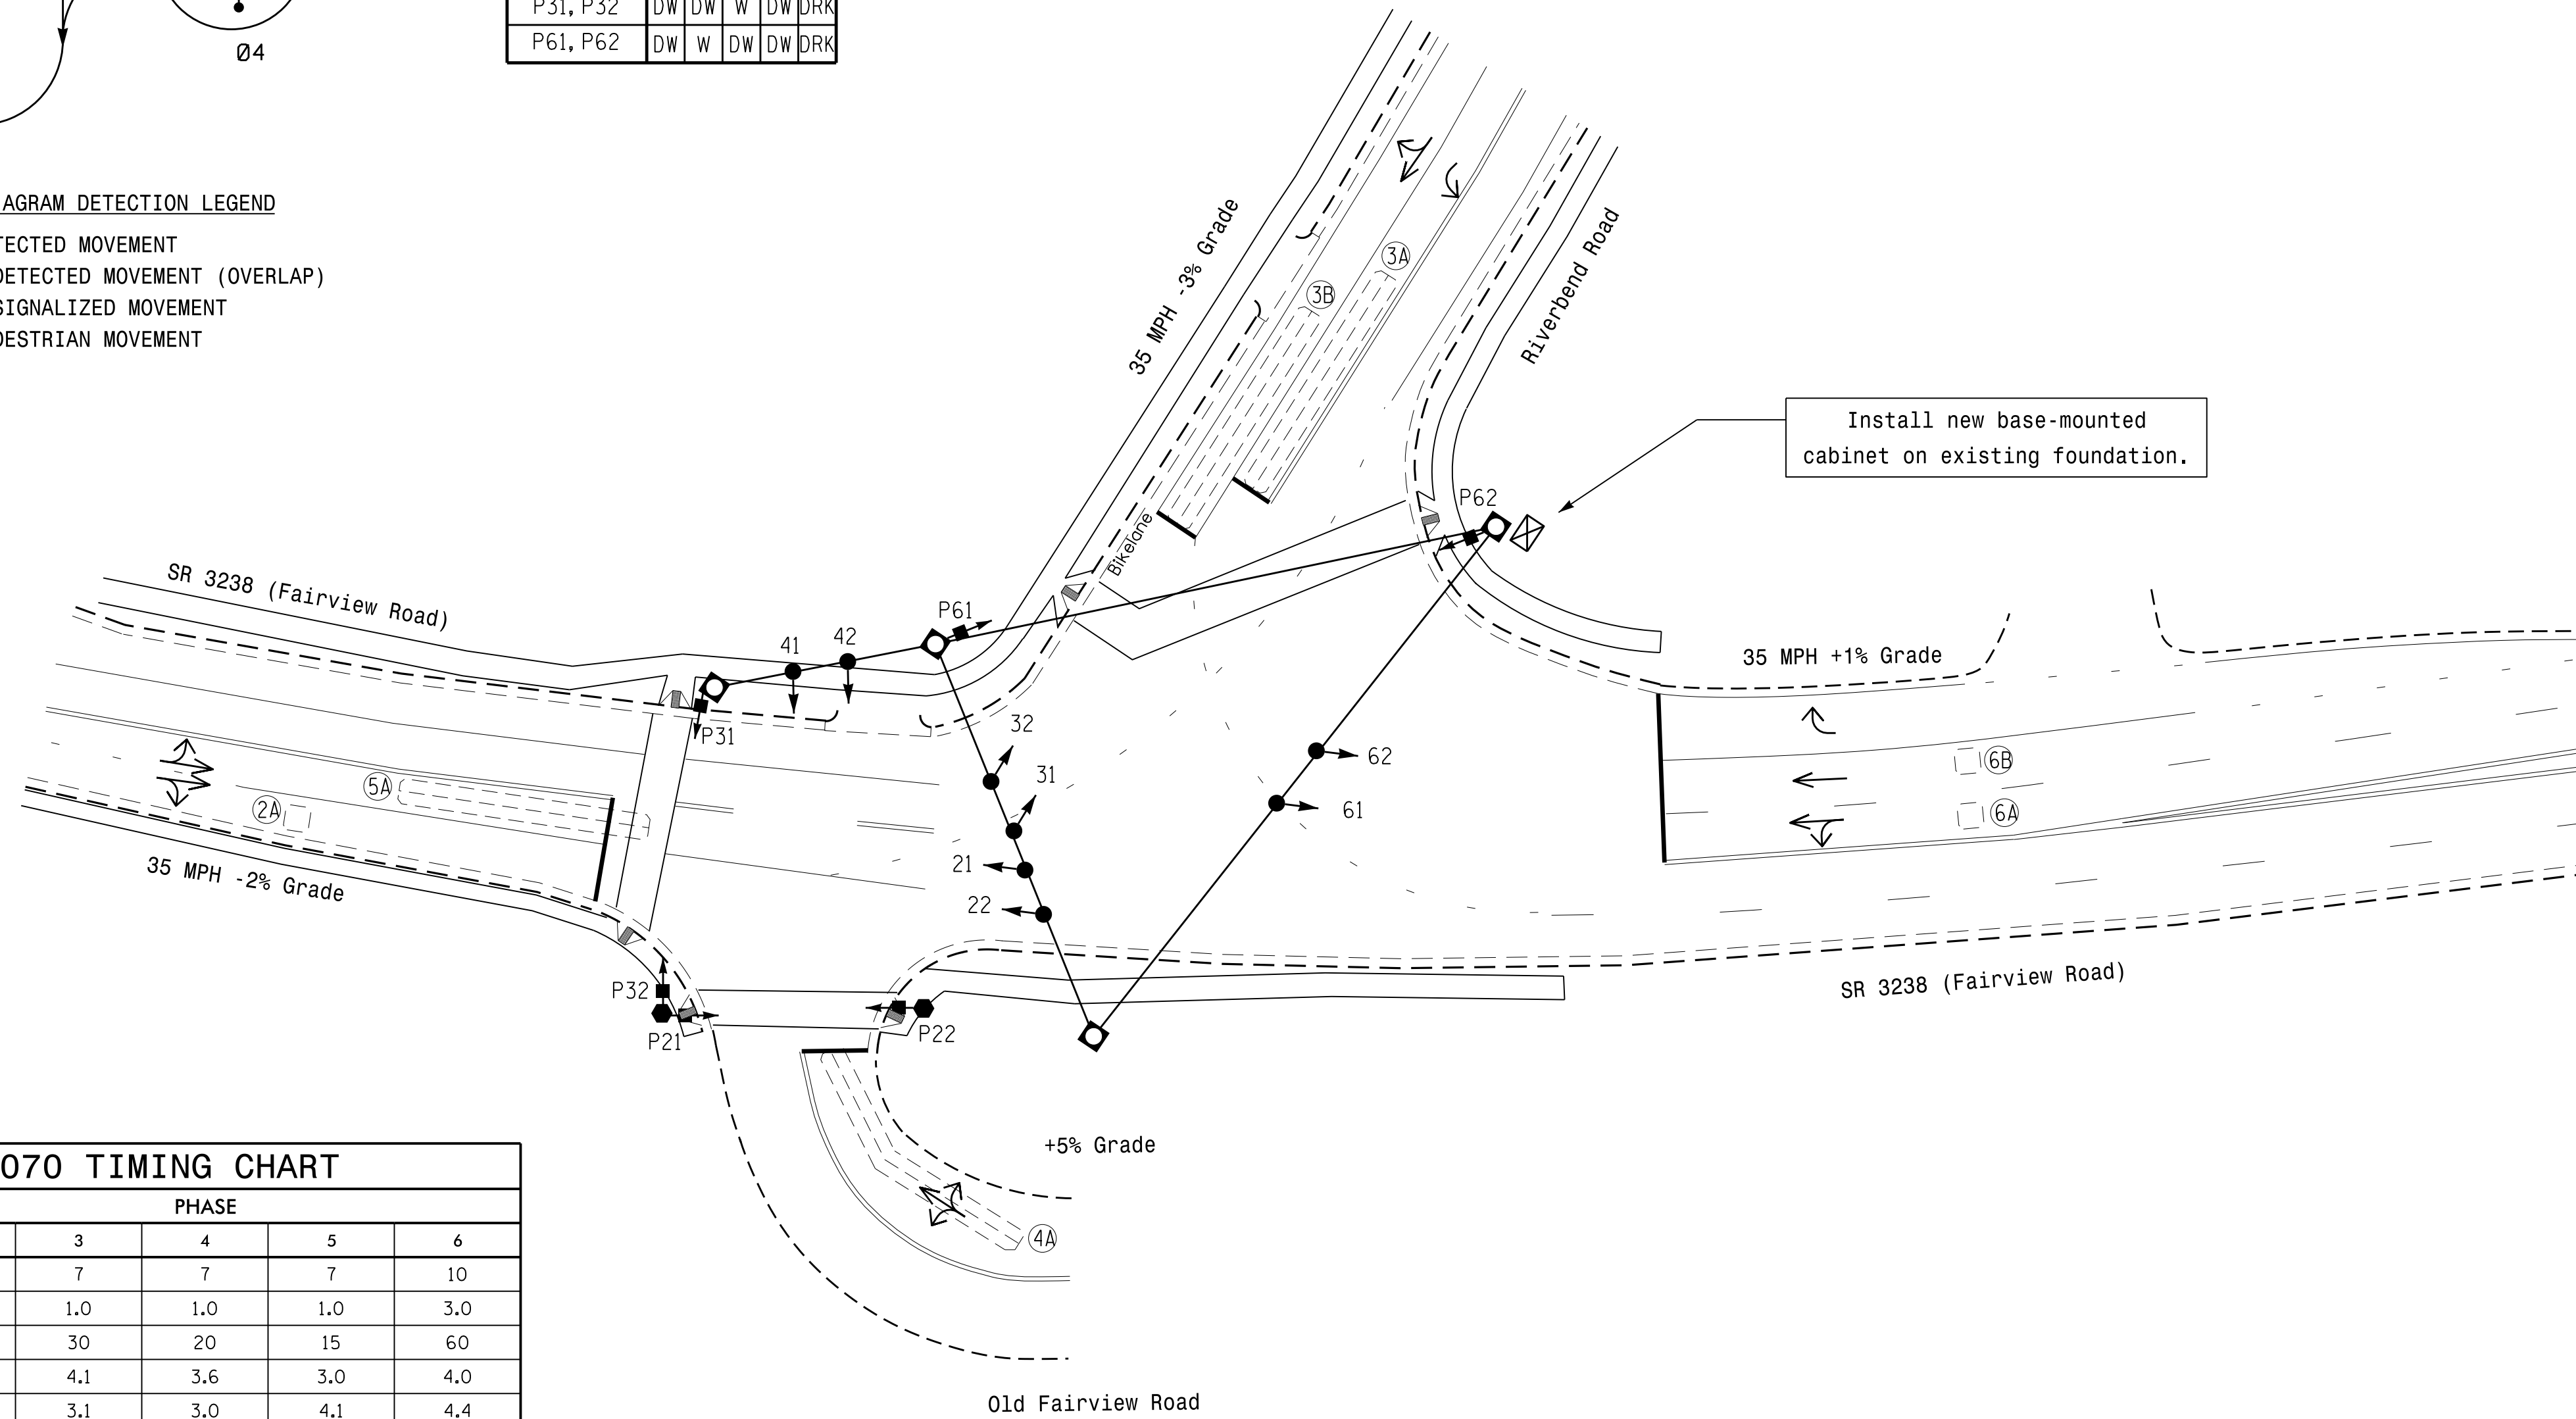 Ø4
P31, P32 DW DW W DW DRK
P61, P62 DW W DW DW DRK
AGRAM DETECTION LEGEND
TECTED MOVEMENT
DETECTED MOVEMENT (OVERLAP)
SIGNALIZED MOVEMENT
DESTRIAN MOVEMENT
35 MPH -3% Grade
Riverbend Road
3A
3B
Install new base-mounted
cabinet on existing foundation.
P62
Bikelane
SR 3238 (Fairview Road)
P61
42
41
P31
32
31
21
22
62
61
35 MPH +1% Grade
6B
6A
5A
2A
35 MPH -2% Grade
SR 3238 (Fairview Road)
P32
P21
P22
+5% Grade
4A
Old Fairview Road
070 TIMING CHART
PHASE
3 4 5 6
7 7 7 10
1.0 1.0 1.0 3.0
30 20 15 60
4.1 3.6 3.0 4.0
3.1 3.0 4.1 4.4